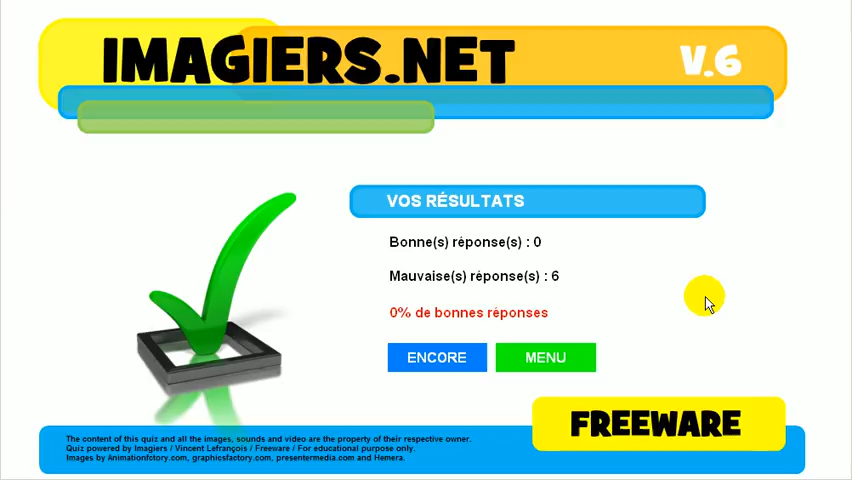 IMAGIERS.NET
V.6
VOS RÉSULTATS
Bonne(s) réponse(s) : 0
Mauvaise(s) réponse(s) : 6
0% de bonnes réponses
ENCORE
MENU
FREEWARE
The content of this quiz and all the images, sounds and video are the property of their respective owner.
Quiz powered by Imagiers / Vincent Lefrançois / Freeware / For educational purpose only.
Images by Animationfctory.com, graphicsfactory.com, presentermedia.com and Hemera.